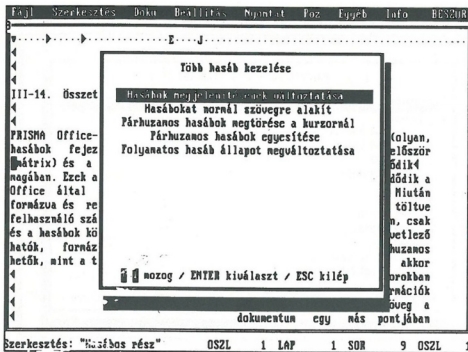 Fájl Szerkesztés Doku Beállítás Nyomtat Poz Egyéb Info
E J
Több hasáb kezelése
III-14. összet
Hasábok megjelenítésének változtatása
Hasábokat normál szövegre alakít
Párhuzamos hasábok megtörése a kurzornál
PRISMA Office-
Párhuzamos hasábok egyesítése
(olyan,
hasábok fejez
Folyamatos hasáb állapot megváltoztatása
először
mátrix) és a
ődik
magában. Ezek a
dődik a
Office által
Miután
formázva és re
töltve
felhasználó szá
n, csak
és a hasábok kö
vetlező
hatók, formáz
huzamos
hetők, mint a t
akkor
mozog / ENTER kiválaszt / ESC kilép
orokban
rmációk
öveg a
dokumentum egy más pontjában
Szerkesztés: "Hasábos rész" OSZL 1 LAP 1 SOR 9 OSZL 1